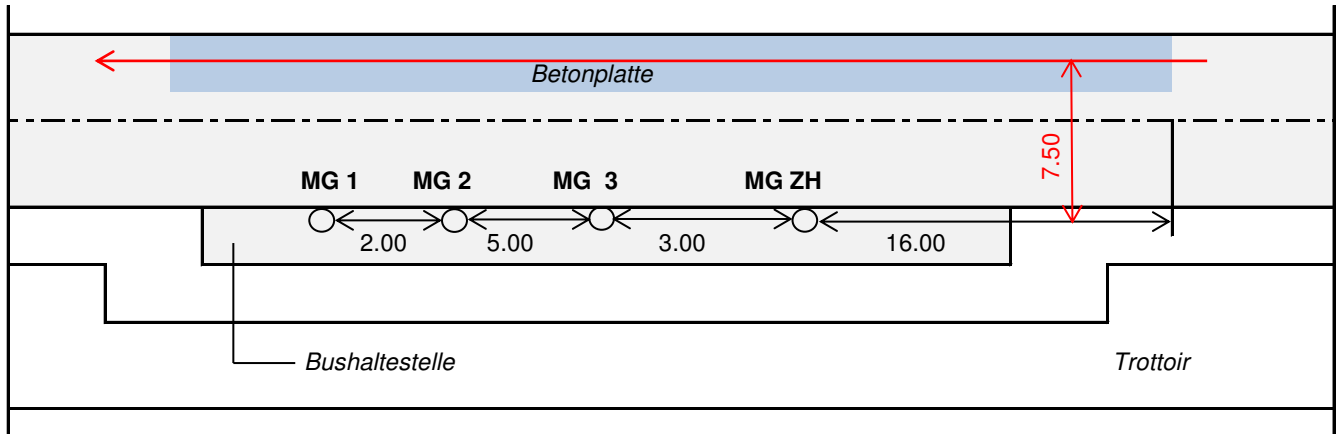 Betonplatte
7.50
MG 1 MG 2 MG 3 MG ZH
2.00 5.00 3.00 16.00
Bushaltestelle Trottoir